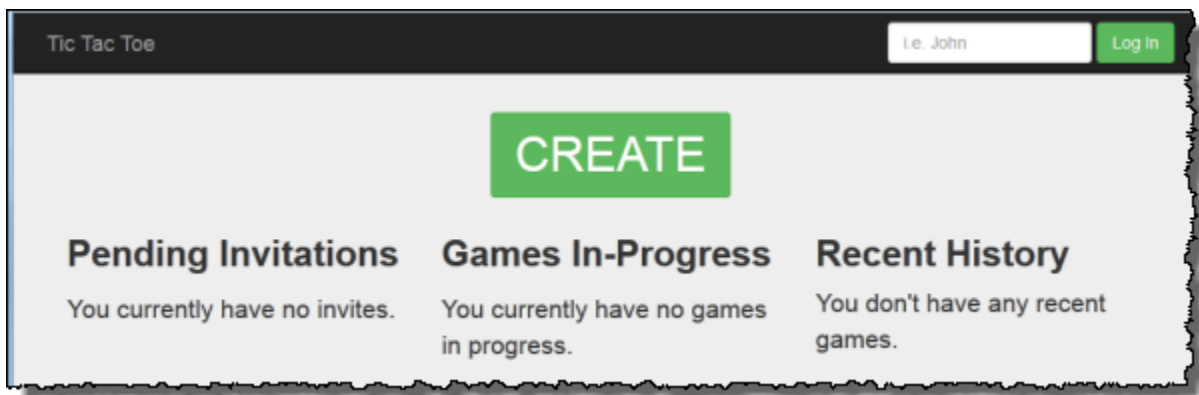 Tic Tac Toe
i.e. John
Log In
CREATE
Pending Invitations
You currently have no invites.
Games In-Progress
You currently have no games
in progress.
Recent History
You don't have any recent
games.